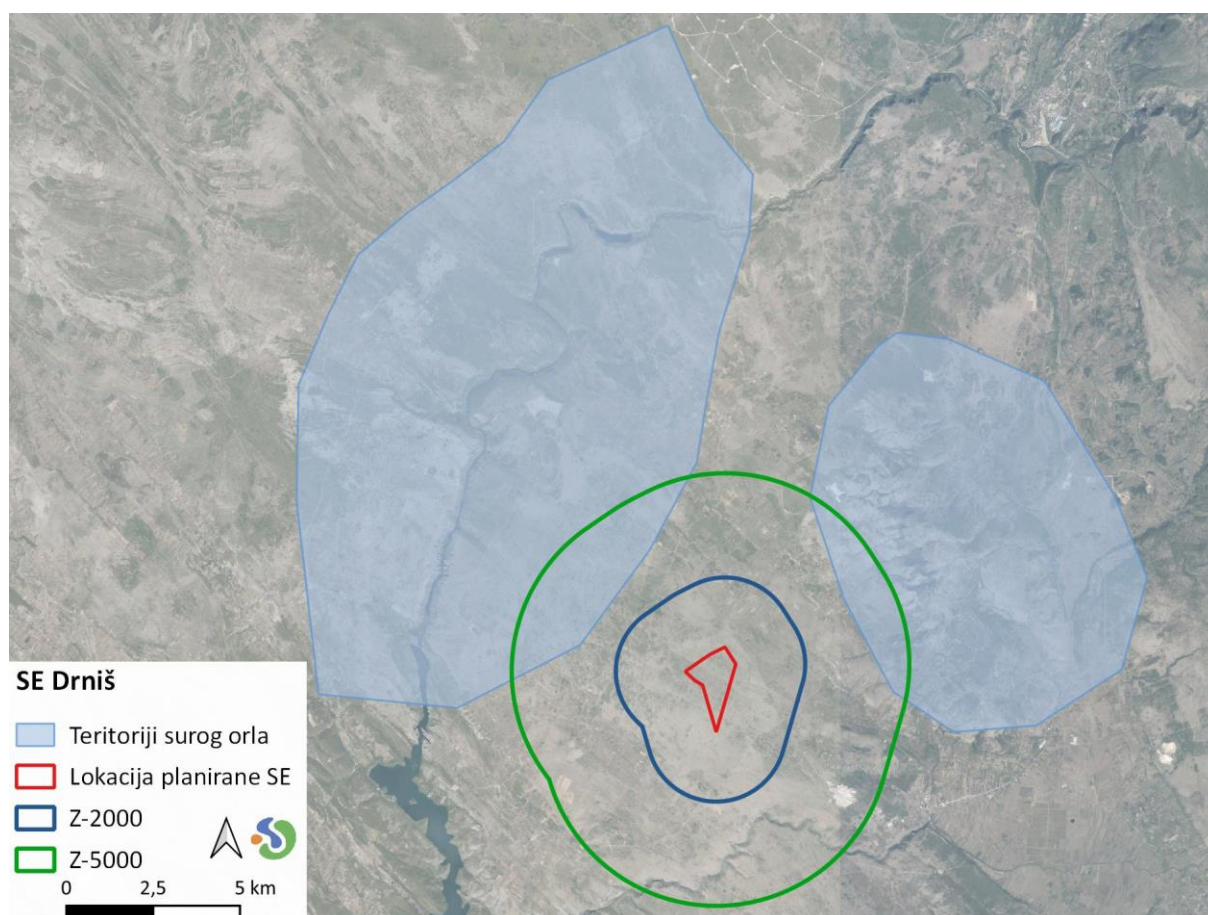 SE Drniš
Teritoriji surog orla
Lokacija planirane SE
Z-2000
Z-5000
0 2,5 5 km